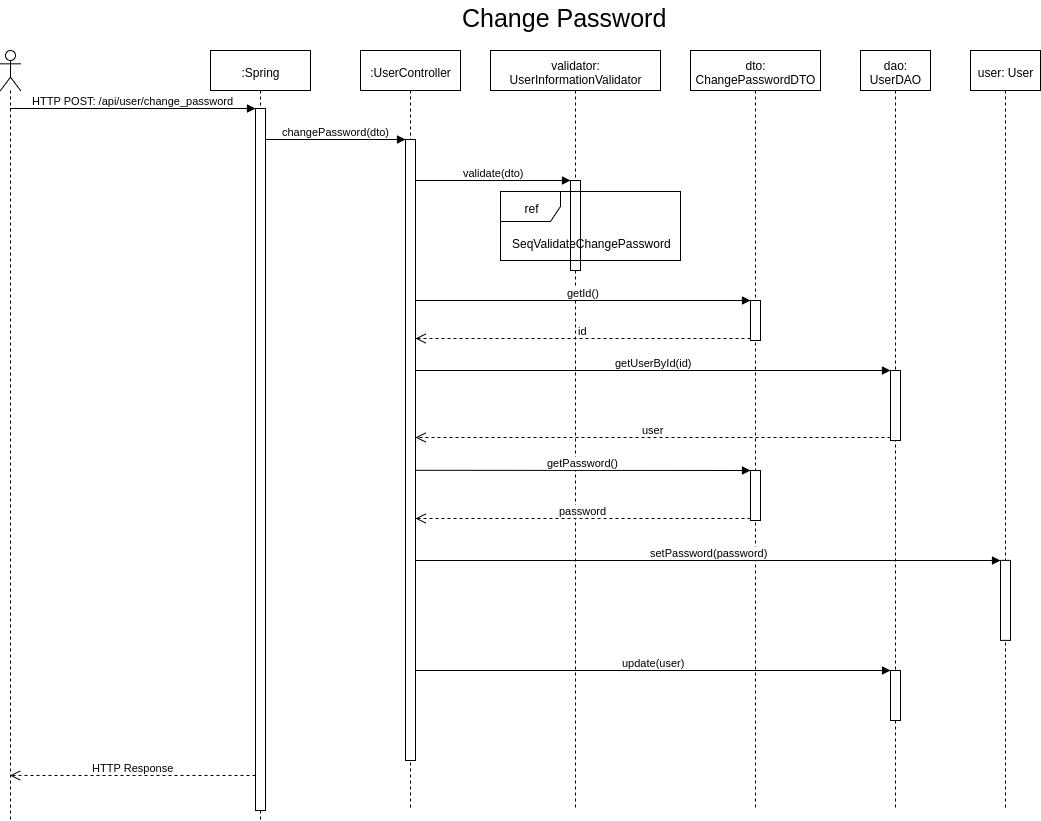 Change Password
:Spring
:UserController
validator:
UserInformationValidator
dto:
ChangePasswordDTO
dao:
UserDAO
user: User
HTTP POST: /api/user/change_password
changePassword(dto)
validate(dto)
ref
SeqValidateChangePassword
getId()
id
getUserById(id)
user
getPassword()
password
setPassword(password)
update(user)
HTTP Response